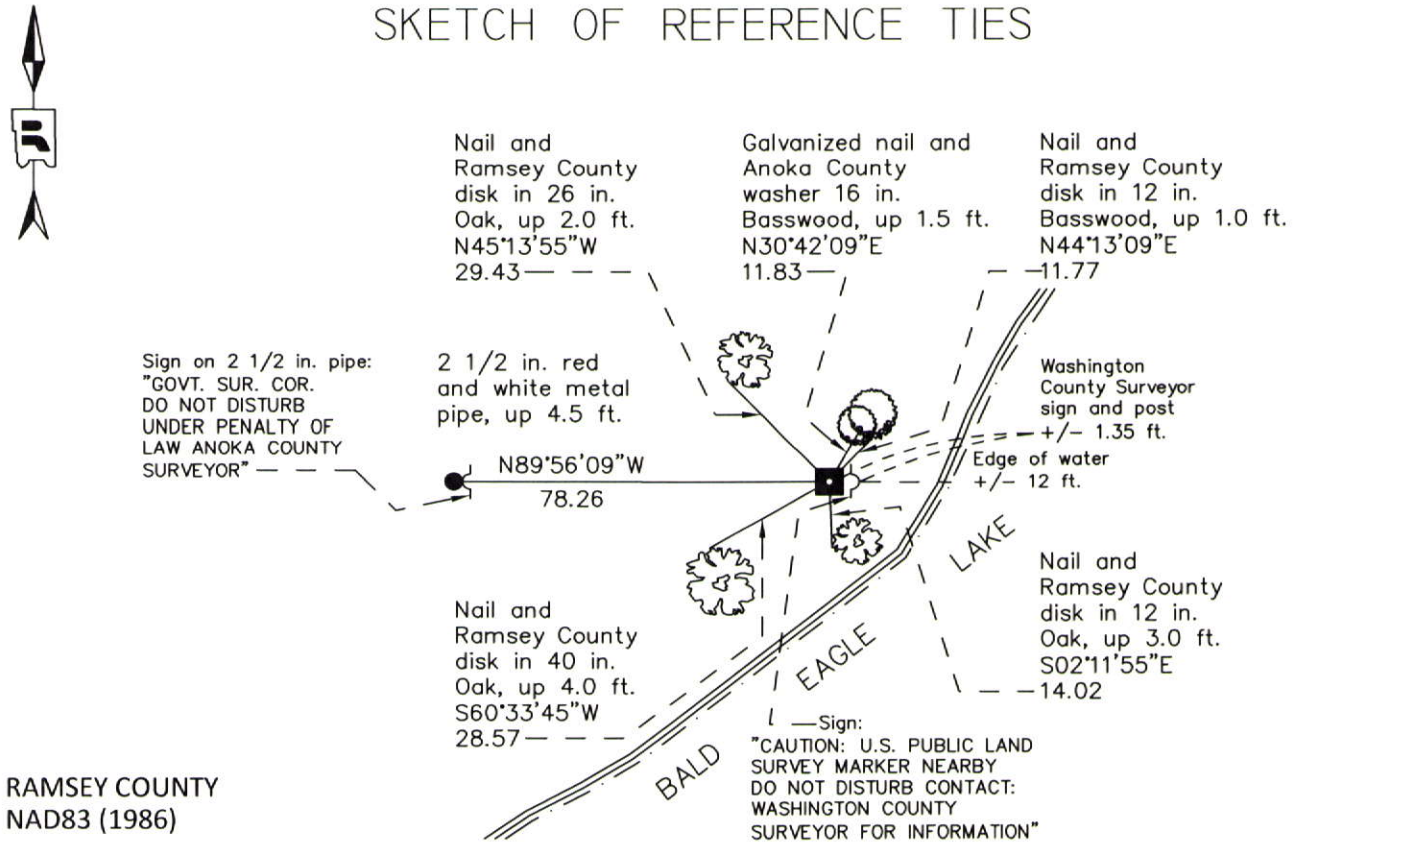 SKETCH OF REFERENCE TIES
R
Nail and
Ramsey County
disk in 26 in.
Oak, up 2.0 ft.
N45°13'55"W
29.43
Galvanized nail and
Anoka County
washer 16 in.
Basswood, up 1.5 ft.
N30°42'09"E
11.83
Nail and
Ramsey County
disk in 12 in.
Basswood, up 1.0 ft.
N44°13'09"E
11.77
Sign on 2 1/2 in. pipe:
"GOVT. SUR. COR.
DO NOT DISTURB
UNDER PENALTY OF
LAW ANOKA COUNTY
SURVEYOR"
2 1/2 in. red
and white metal
pipe, up 4.5 ft.
N89°56'09"W
78.26
Washington
County Surveyor
sign and post
+/- 1.35 ft.
Edge of water
+/- 12 ft.
Nail and
Ramsey County
disk in 40 in.
Oak, up 4.0 ft.
S60°33'45"W
28.57
Nail and
Ramsey County
disk in 12 in.
Oak, up 3.0 ft.
S02°11'55"E
14.02
BALD EAGLE LAKE
Sign:
"CAUTION: U.S. PUBLIC LAND
SURVEY MARKER NEARBY
DO NOT DISTURB CONTACT:
WASHINGTON COUNTY
SURVEYOR FOR INFORMATION"
RAMSEY COUNTY
NAD83 (1986)